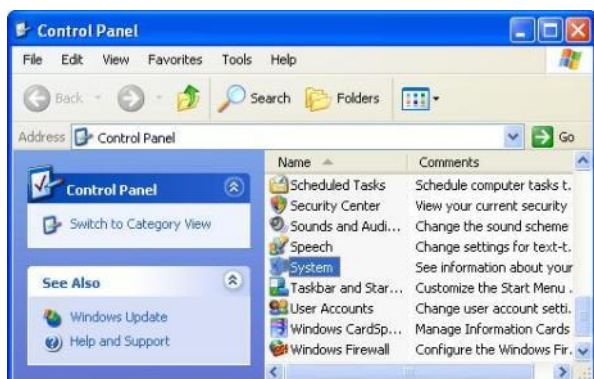 Control Panel
File Edit View Favorites Tools Help
Back Search Folders
Address Control Panel Go
Control Panel
Switch to Category View
See Also
Windows Update
Help and Support
Name Comments
Scheduled Tasks Schedule computer tasks t.
Security Center View your current security
Sounds and Audi... Change the sound scheme
Speech Change settings for text-t.
System See information about your
Taskbar and Star... Customize the Start Menu .
User Accounts Change user account setti.
Windows CardSp... Manage Information Cards
Windows Firewall Configure the Windows Fir.